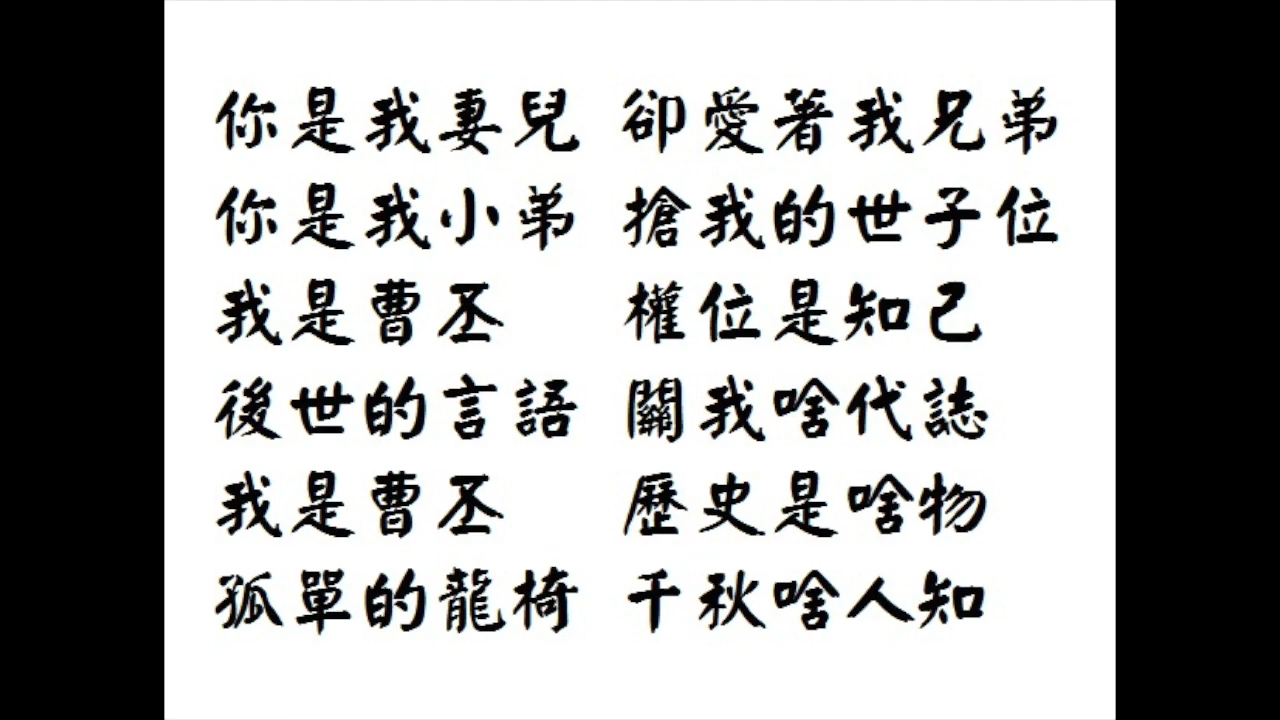 你是我妻兒 卻愛著我兄弟
你是我小弟 搶我的世子位
我是曹丕 權位是知己
後世的言語 關我啥代誌
我是曹丕 歷史是啥物
孤單的龍椅 千秋啥人知